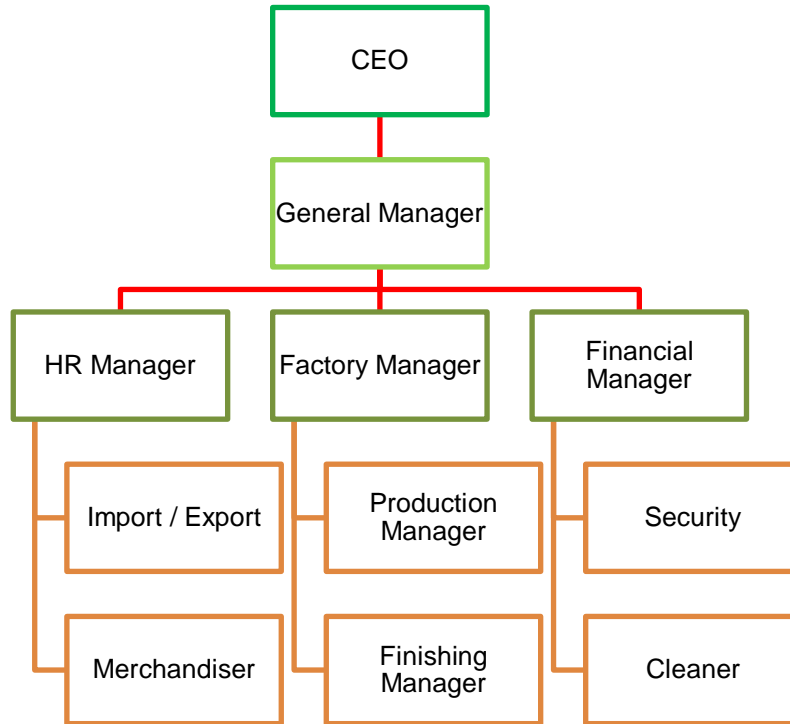 CEO
General Manager
HR Manager
Factory Manager
Financial
Manager
Import / Export
Production
Manager
Security
Merchandiser
Finishing
Manager
Cleaner